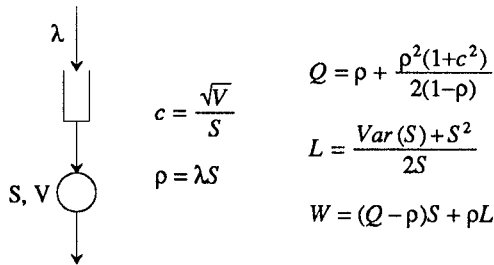 λ
S, V
c = √V / S
ρ = λS
Q = ρ + ρ²(1+c²) / 2(1−ρ)
L = Var (S) + S² / 2S
W = (Q − ρ)S + ρL